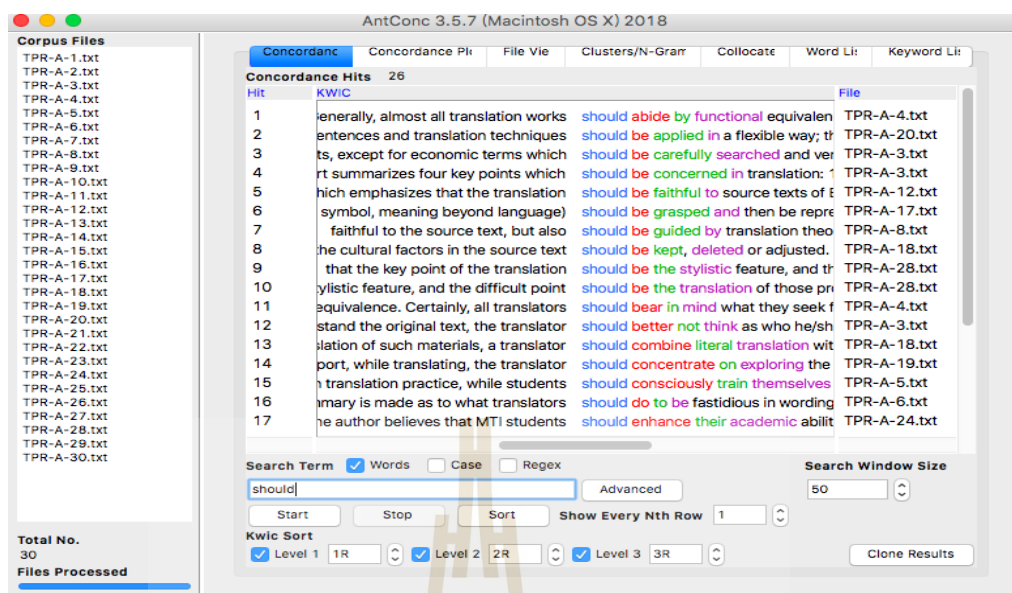 AntConc 3.5.7 (Macintosh OS X) 2018
Corpus Files
TPR-A-1.txt
TPR-A-2.txt
TPR-A-3.txt
TPR-A-4.txt
TPR-A-5.txt
TPR-A-6.txt
TPR-A-7.txt
TPR-A-8.txt
TPR-A-9.txt
TPR-A-10.txt
TPR-A-11.txt
TPR-A-12.txt
TPR-A-13.txt
TPR-A-14.txt
TPR-A-15.txt
TPR-A-16.txt
TPR-A-17.txt
TPR-A-18.txt
TPR-A-19.txt
TPR-A-20.txt
TPR-A-21.txt
TPR-A-22.txt
TPR-A-23.txt
TPR-A-24.txt
TPR-A-25.txt
TPR-A-26.txt
TPR-A-27.txt
TPR-A-28.txt
TPR-A-29.txt
TPR-A-30.txt
Total No.
30
Files Processed
Concordanc Concordance Plo File Vie Clusters/N-Gram Collocate Word Lis Keyword Lis
Concordance Hits 26
Hit KWIC File
1 enerally, almost all translation works should abide by functional equivalen TPR-A-4.txt
2 entences and translation techniques should be applied in a flexible way; th TPR-A-20.txt
3 ts, except for economic terms which should be carefully searched and ver TPR-A-3.txt
4 rt summarizes four key points which should be concerned in translation: 1 TPR-A-3.txt
5 hich emphasizes that the translation should be faithful to source texts of E TPR-A-12.txt
6 symbol, meaning beyond language) should be grasped and then be repre TPR-A-17.txt
7 faithful to the source text, but also should be guided by translation theo TPR-A-8.txt
8 the cultural factors in the source text should be kept, deleted or adjusted. TPR-A-18.txt
9 that the key point of the translation should be the stylistic feature, and th TPR-A-28.txt
10 tylistic feature, and the difficult point should be the translation of those pro TPR-A-28.txt
11 equivalence. Certainly, all translators should bear in mind what they seek f TPR-A-4.txt
12 stand the original text, the translator should better not think as who he/sh TPR-A-3.txt
13 slation of such materials, a translator should combine literal translation wit TPR-A-18.txt
14 port, while translating, the translator should concentrate on exploring the TPR-A-19.txt
15 n translation practice, while students should consciously train themselves TPR-A-5.txt
16 mmary is made as to what translators should do to be fastidious in wording TPR-A-6.txt
17 he author believes that MTI students should enhance their academic abilit TPR-A-24.txt
Search Term Words Case Regex Search Window Size
should Advanced 50
Start Stop Sort Show Every Nth Row 1
Kwic Sort
Level 1 1R Level 2 2R Level 3 3R Clone Results